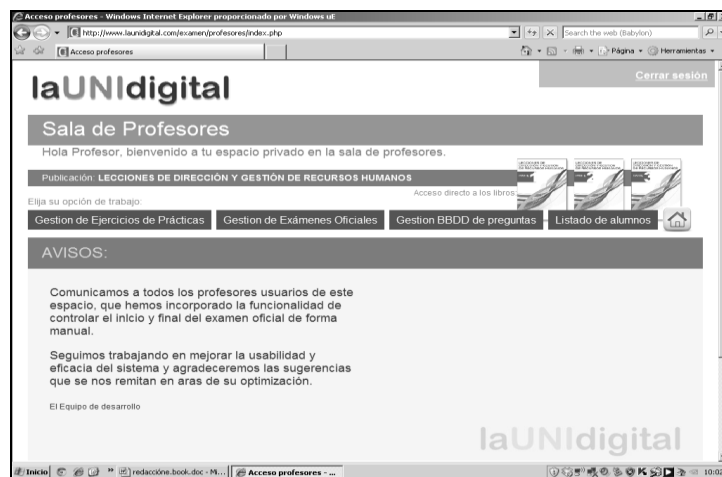 Acceso profesores - Windows Internet Explorer proporcionado por Windows uE
http://www.launidigital.com/examen/profesores/index.php
Search the web (Babylon)
Acceso profesores
Página
Herramientas
Cerrar sesión
laUNIdigital
Sala de Profesores
Hola Profesor, bienvenido a tu espacio privado en la sala de profesores.
Publicación: LECCIONES DE DIRECCIÓN Y GESTIÓN DE RECURSOS HUMANOS
Acceso directo a los libros:
Elija su opción de trabajo:
Gestion de Ejercicios de Prácticas
Gestion de Exámenes Oficiales
Gestion BBDD de preguntas
Listado de alumnos
AVISOS:
Comunicamos a todos los profesores usuarios de este
espacio, que hemos incorporado la funcionalidad de
controlar el inicio y final del examen oficial de forma
manual.
Seguimos trabajando en mejorar la usabilidad y
eficacia del sistema y agradeceremos las sugerencias
que se nos remitan en aras de su optimización.
El Equipo de desarrollo
laUNIdigital
Inicio
redaccióne.book.doc - M...
Acceso profesores - ...
10:02